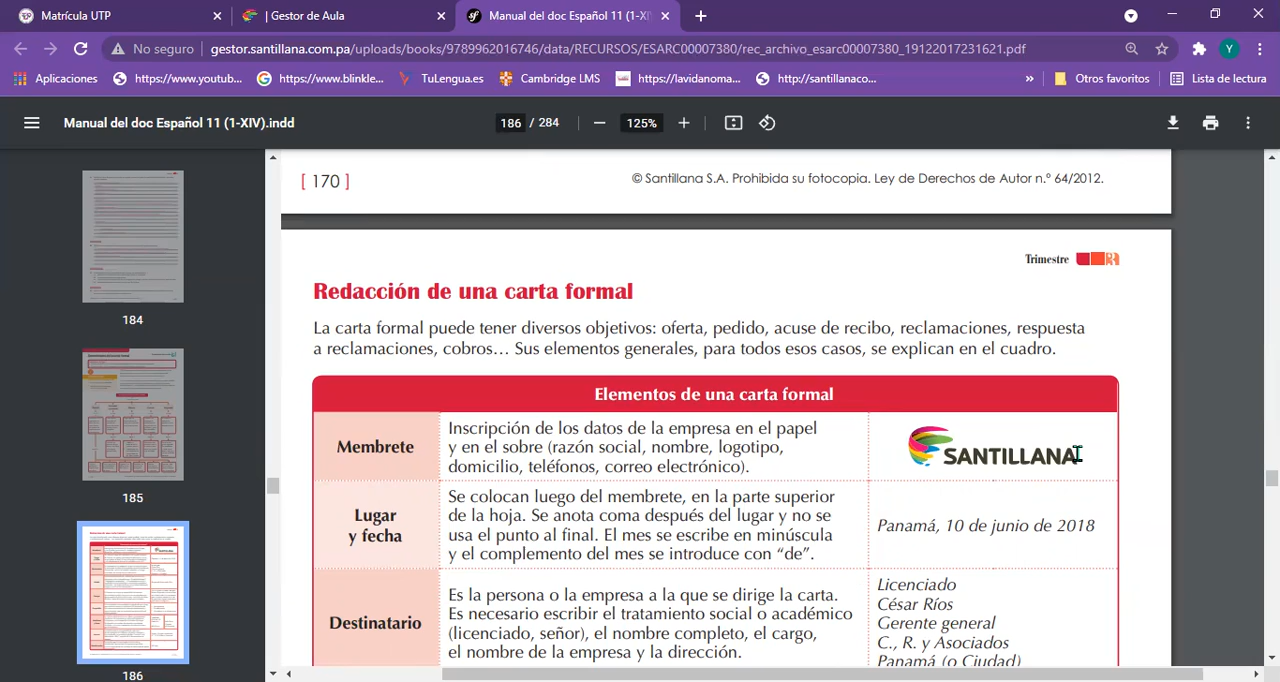 Matrícula UTP
| Gestor de Aula
Manual del doc Español 11 (1-XI
No seguro
gestor.santillana.com.pa/uploads/books/9789962016746/data/RECURSOS/ESARC00007380/rec_archivo_esarc00007380_19122017231621.pdf
Y
Aplicaciones
https://www.youtub...
https://www.blinkle...
TuLengua.es
Cambridge LMS
https://lavidanoma...
http://santillanaco...
»
Otros favoritos
Lista de lectura
Manual del doc Español 11 (1-XIV).indd
186 / 284
125%
184
185
186
[ 170 ]
© Santillana S.A. Prohibida su fotocopia. Ley de Derechos de Autor n.º 64/2012.
Trimestre 3
Redacción de una carta formal
La carta formal puede tener diversos objetivos: oferta, pedido, acuse de recibo, reclamaciones, respuesta
a reclamaciones, cobros… Sus elementos generales, para todos esos casos, se explican en el cuadro.
Elementos de una carta formal
Membrete
Inscripción de los datos de la empresa en el papel
y en el sobre (razón social, nombre, logotipo,
domicilio, teléfonos, correo electrónico).
SANTILLANA
Lugar
y fecha
Se colocan luego del membrete, en la parte superior
de la hoja. Se anota coma después del lugar y no se
usa el punto al final. El mes se escribe en minúscula
y el complemento del mes se introduce con “de”.
Panamá, 10 de junio de 2018
Destinatario
Es la persona o la empresa a la que se dirige la carta.
Es necesario escribir el tratamiento social o académico
(licenciado, señor), el nombre completo, el cargo,
el nombre de la empresa y la dirección.
Licenciado
César Ríos
Gerente general
C., R. y Asociados
Panamá (o Ciudad)